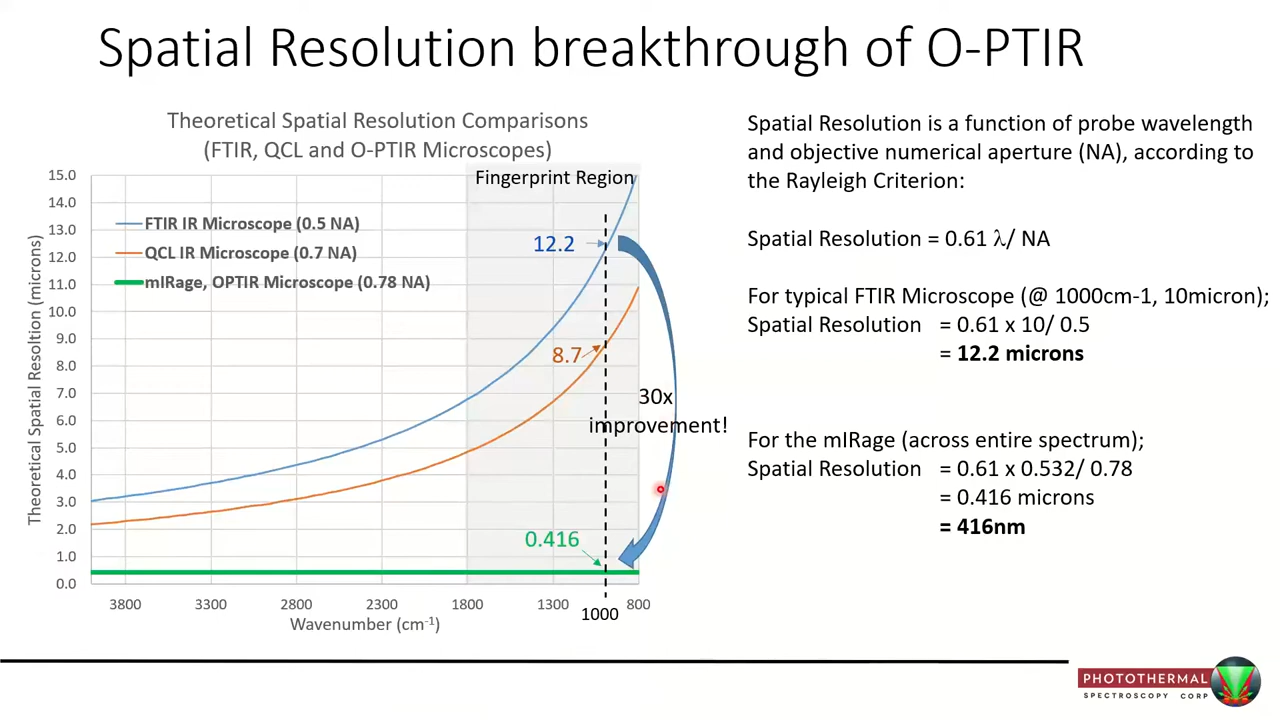 Spatial Resolution breakthrough of O-PTIR
Theoretical Spatial Resolution Comparisons
(FTIR, QCL and O-PTIR Microscopes)
Theoretical Spatial Resoltion (microns)
15.0
14.0
13.0
12.0
11.0
10.0
9.0
8.0
7.0
6.0
5.0
4.0
3.0
2.0
1.0
0.0
Fingerprint Region
FTIR IR Microscope (0.5 NA)
QCL IR Microscope (0.7 NA)
mIRage, OPTIR Microscope (0.78 NA)
12.2
8.7
30x
improvement!
0.416
3800 3300 2800 2300 1800 1300 1000 800
Wavenumber (cm-1)
Spatial Resolution is a function of probe wavelength
and objective numerical aperture (NA), according to
the Rayleigh Criterion:
Spatial Resolution = 0.61 λ/ NA
For typical FTIR Microscope (@ 1000cm-1, 10micron);
Spatial Resolution = 0.61 x 10/ 0.5
= 12.2 microns
For the mIRage (across entire spectrum);
Spatial Resolution = 0.61 x 0.532/ 0.78
= 0.416 microns
= 416nm
PHOTOTHERMAL
SPECTROSCOPY CORP